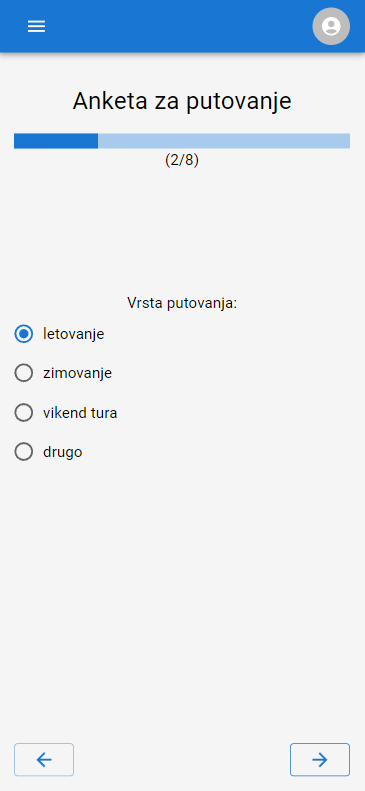 Anketa za putovanje
(2/8)
Vrsta putovanja:
letovanje
zimovanje
vikend tura
drugo